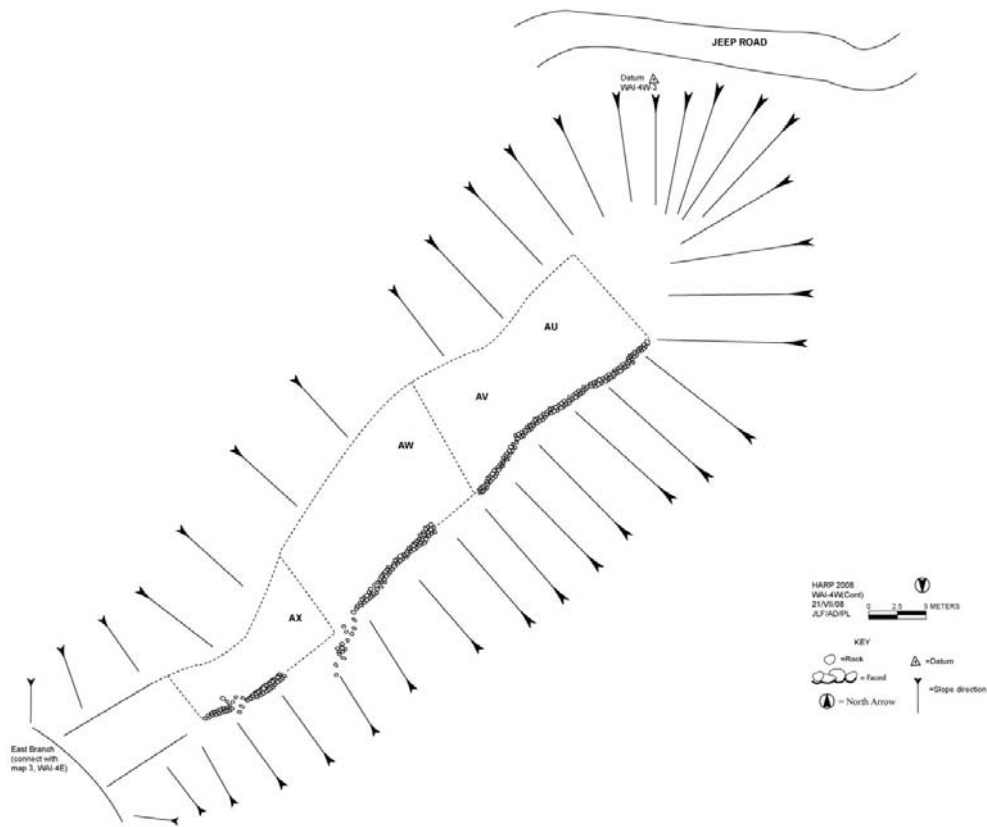 JEEP ROAD
Datum
WAI-4W-3
AU
AV
AW
AX
East Branch
(connect with
map 3, WAI-4E)
HARP 2008
WAI-4W(Cont)
21/VII/08
JLF/AD/PL
0 2.5 5 METERS
KEY
=Rock
=Datum
= Faced
=Slope direction
= North Arrow